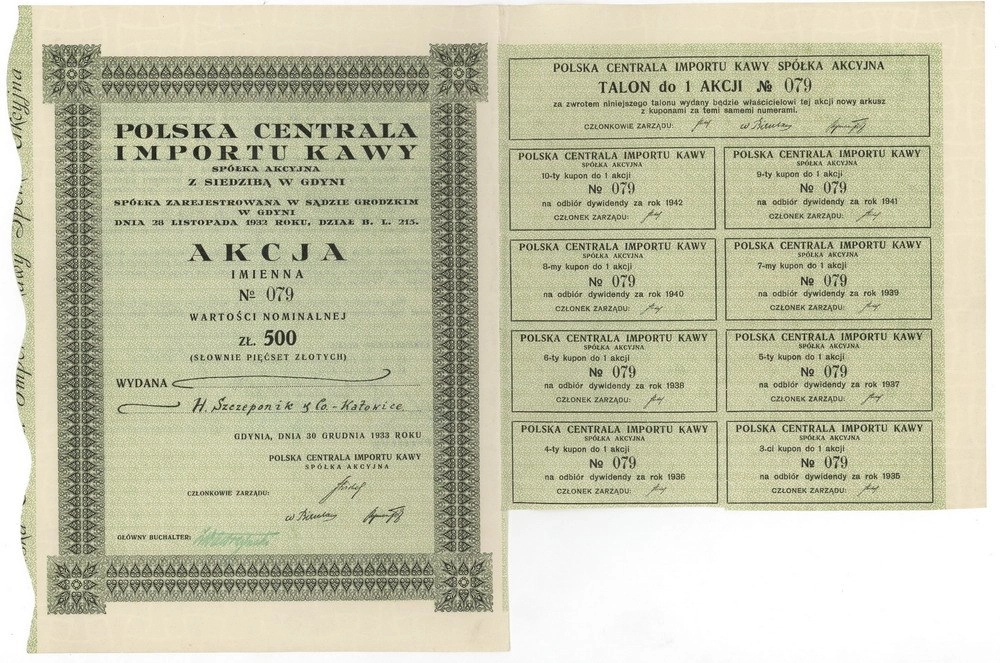 POLSKA CENTRALA
IMPORTU KAWY
SPÓŁKA AKCYJNA
Z SIEDZIBĄ W GDYNI
SPÓŁKA ZAREJESTROWANA W SĄDZIE GRODZKIM
W GDYNI
DNIA 28 LISTOPADA 1932 ROKU, DZIAŁ B. L. 215.
AKCJA
IMIENNA
№ 079
WARTOŚCI NOMINALNEJ
ZŁ. 500
(SŁOWNIE PIĘĆSET ZŁOTYCH)
WYDANA
H. Szczeponik & Co. - Katowice
GDYNIA, DNIA 30 GRUDNIA 1933 ROKU
POLSKA CENTRALA IMPORTU KAWY
SPÓŁKA AKCYJNA
CZŁONKOWIE ZARZĄDU:
GŁÓWNY BUCHALTER:
POLSKA CENTRALA IMPORTU KAWY SPÓŁKA AKCYJNA
TALON do 1 AKCJI № 079
za zwrotem niniejszego talonu wydany będzie właścicielowi tej akcji nowy arkusz
z kuponami za temi samemi numerami.
CZŁONKOWIE ZARZĄDU:
POLSKA CENTRALA IMPORTU KAWY
SPÓŁKA AKCYJNA
10-ty kupon do 1 akcji
№ 079
na odbiór dywidendy za rok 1942
CZŁONEK ZARZĄDU:
POLSKA CENTRALA IMPORTU KAWY
SPÓŁKA AKCYJNA
9-ty kupon do 1 akcji
№ 079
na odbiór dywidendy za rok 1941
CZŁONEK ZARZĄDU:
POLSKA CENTRALA IMPORTU KAWY
SPÓŁKA AKCYJNA
8-my kupon do 1 akcji
№ 079
na odbiór dywidendy za rok 1940
CZŁONEK ZARZĄDU:
POLSKA CENTRALA IMPORTU KAWY
SPÓŁKA AKCYJNA
7-my kupon do 1 akcji
№ 079
na odbiór dywidendy za rok 1939
CZŁONEK ZARZĄDU:
POLSKA CENTRALA IMPORTU KAWY
SPÓŁKA AKCYJNA
6-ty kupon do 1 akcji
№ 079
na odbiór dywidendy za rok 1938
CZŁONEK ZARZĄDU:
POLSKA CENTRALA IMPORTU KAWY
SPÓŁKA AKCYJNA
5-ty kupon do 1 akcji
№ 079
na odbiór dywidendy za rok 1937
CZŁONEK ZARZĄDU:
POLSKA CENTRALA IMPORTU KAWY
SPÓŁKA AKCYJNA
4-ty kupon do 1 akcji
№ 079
na odbiór dywidendy za rok 1936
CZŁONEK ZARZĄDU:
POLSKA CENTRALA IMPORTU KAWY
SPÓŁKA AKCYJNA
3-ci kupon do 1 akcji
№ 079
na odbiór dywidendy za rok 1935
CZŁONEK ZARZĄDU: